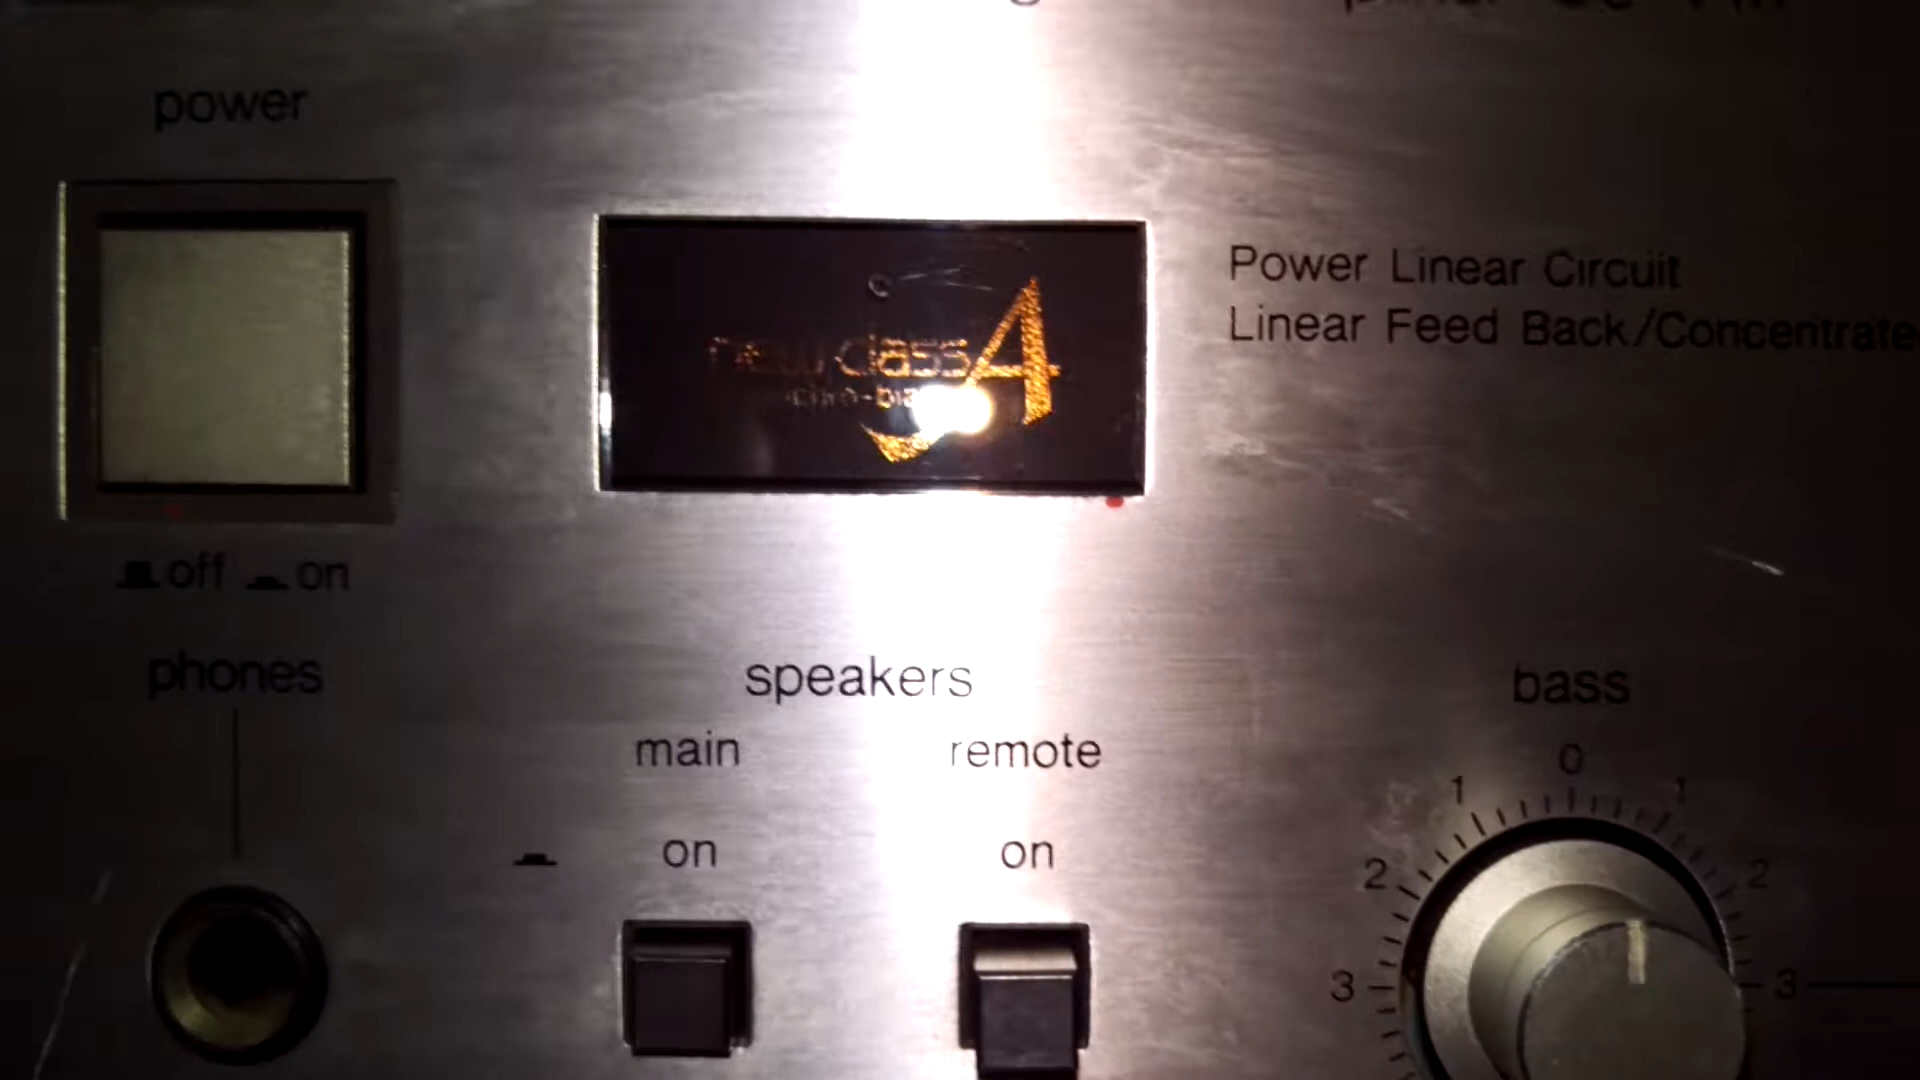 power
Power Linear Circuit
Linear Feed Back/Concentrate
new class
off on
phones
speakers
bass
main remote
0
1 1
on on
2 2
3 3